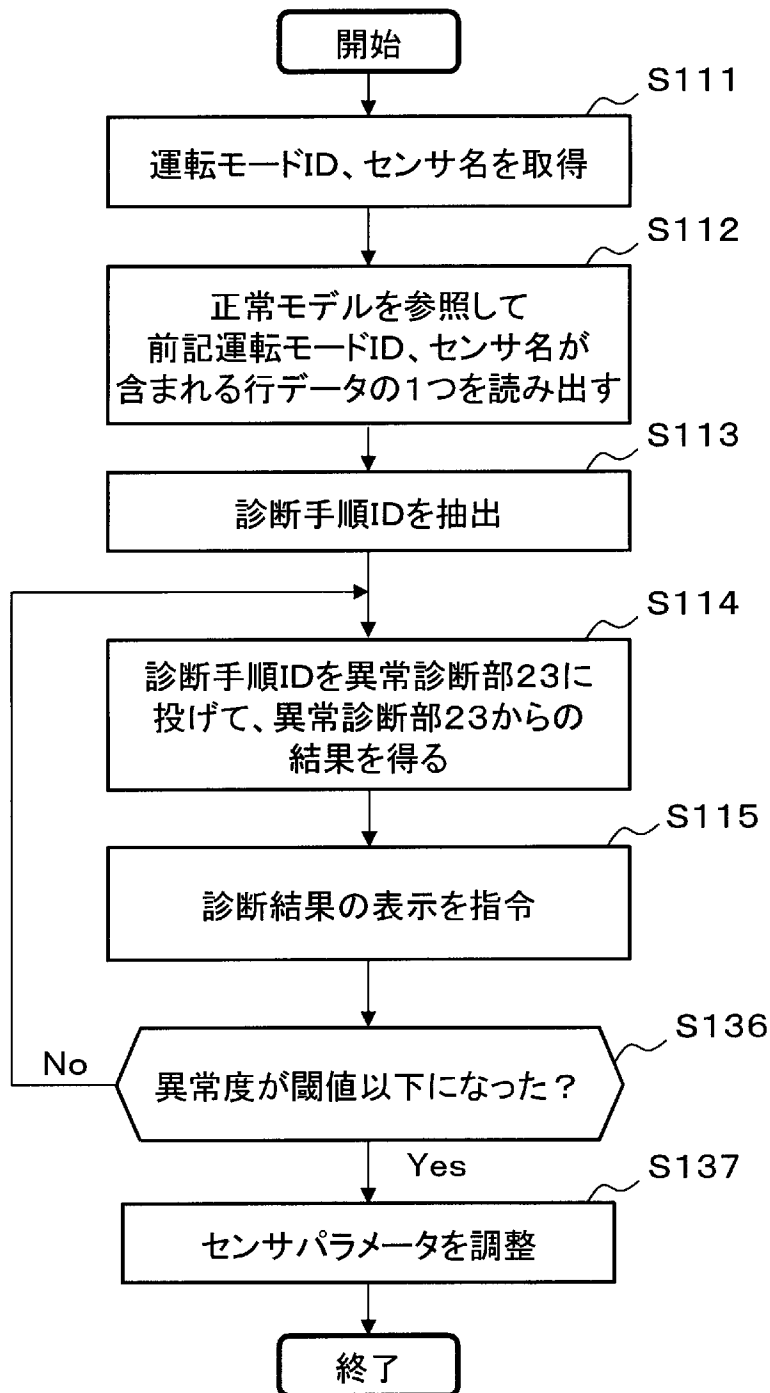 開始
S111
運転モードID、センサ名を取得
S112
正常モデルを参照して
前記運転モードID、センサ名が
含まれる行データの1つを読み出す
S113
診断手順IDを抽出
S114
診断手順IDを異常診断部23に
投げて、異常診断部23からの
結果を得る
S115
診断結果の表示を指令
S136
No
異常度が閾値以下になった?
Yes
S137
センサパラメータを調整
終了